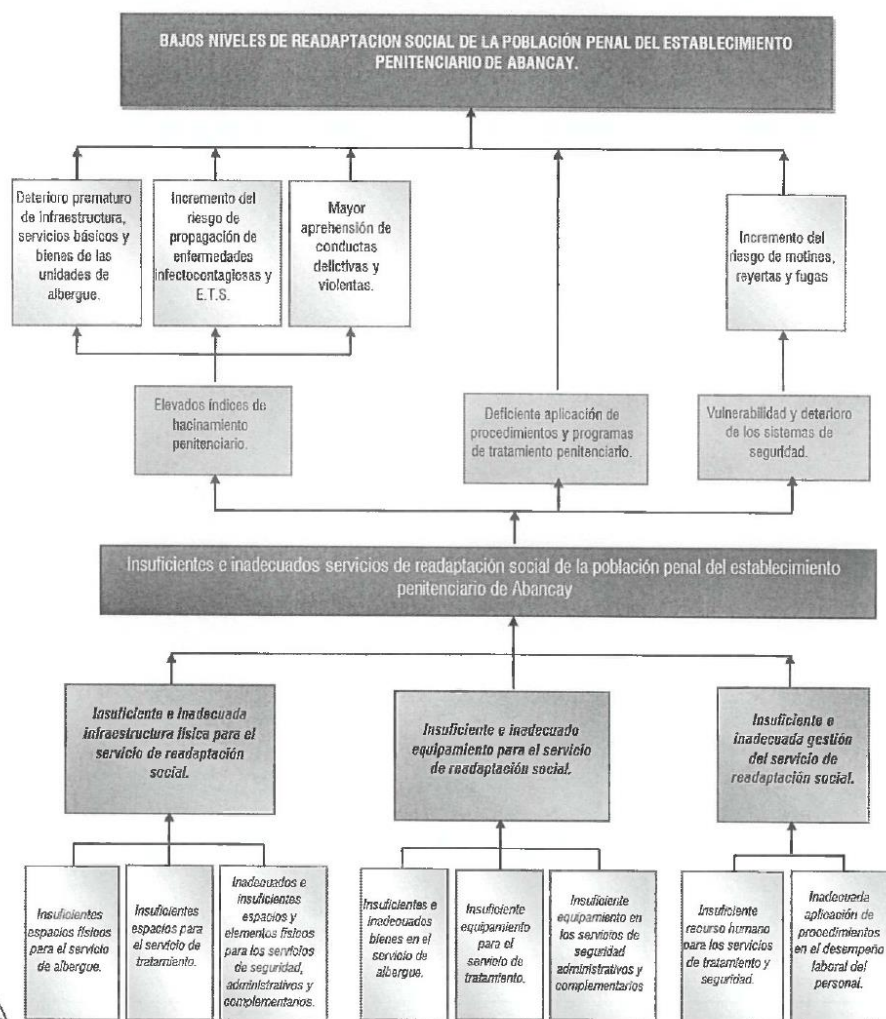 BAJOS NIVELES DE READAPTACION SOCIAL DE LA POBLACIÓN PENAL DEL ESTABLECIMIENTO
PENITENCIARIO DE ABANCAY.
Deterioro prematuro
de infraestructura,
servicios básicos y
bienes de las
unidades de
albergue.
Incremento del
riesgo de
propagación de
enfermedades
infectocontagiosas y
E.T.S.
Mayor
aprehensión de
conductas
delictivas y
violentas.
Incremento del
riesgo de motines,
reyertas y fugas
Elevados índices de
hacinamiento
penitenciario.
Deficiente aplicación de
procedimientos y programas
de tratamiento penitenciario.
Vulnerabilidad y deterioro
de los sistemas de
seguridad.
Insuficientes e inadecuados servicios de readaptación social de la población penal del establecimiento
penitenciario de Abancay
Insuficiente e inadecuada
infraestructura física para el
servicio de readaptación
social.
Insuficiente e inadecuado
equipamiento para el servicio
de readaptación social.
Insuficiente e
inadecuada gestión
del servicio de
readaptación social.
Insuficientes
espacios físicos
para el servicio
de albergue.
Insuficientes
espacios para
el servicio de
tratamiento.
Inadecuados e
insuficientes
espacios y
elementos físicos
para los servicios
de seguridad,
administrativos y
complementarios.
Insuficientes e
inadecuados
bienes en el
servicio de
albergue.
Insuficiente
equipamiento
para el
servicio de
tratamiento.
Insuficiente
equipamiento en
los servicios de
seguridad
administrativos y
complementarios
Insuficiente
recurso humano
para los servicios
de tratamiento y
seguridad.
Inadecuada
aplicación de
procedimientos
en el desempeño
laboral del
personal.